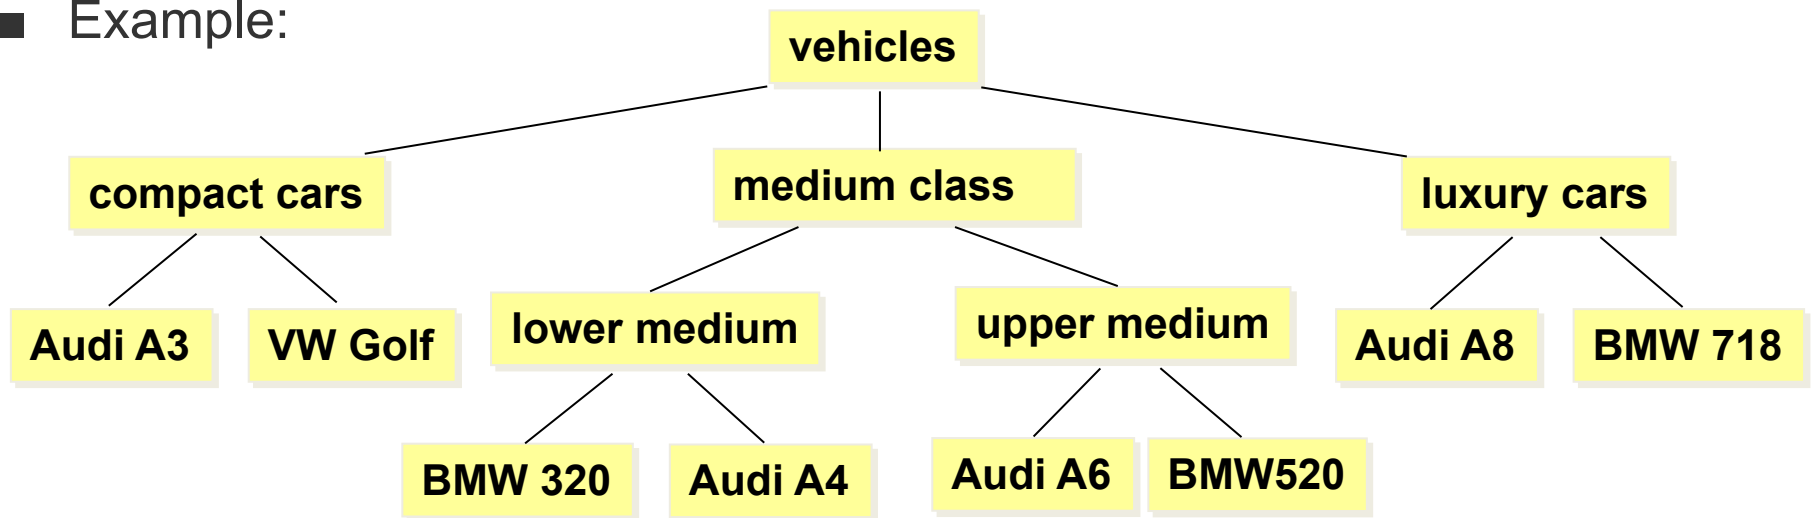 ■ Example:
vehicles
compact cars
medium class
luxury cars
Audi A3
VW Golf
lower medium
upper medium
Audi A8
BMW 718
BMW 320
Audi A4
Audi A6
BMW520